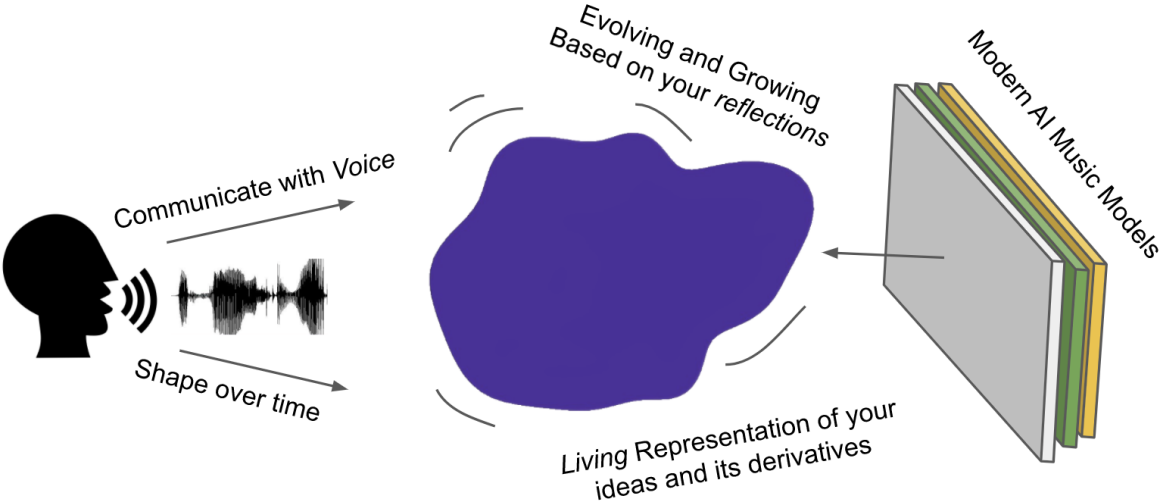 Communicate with Voice
Shape over time
Evolving and Growing
Based on your reflections
Living Representation of your
ideas and its derivatives
Modern AI Music Models